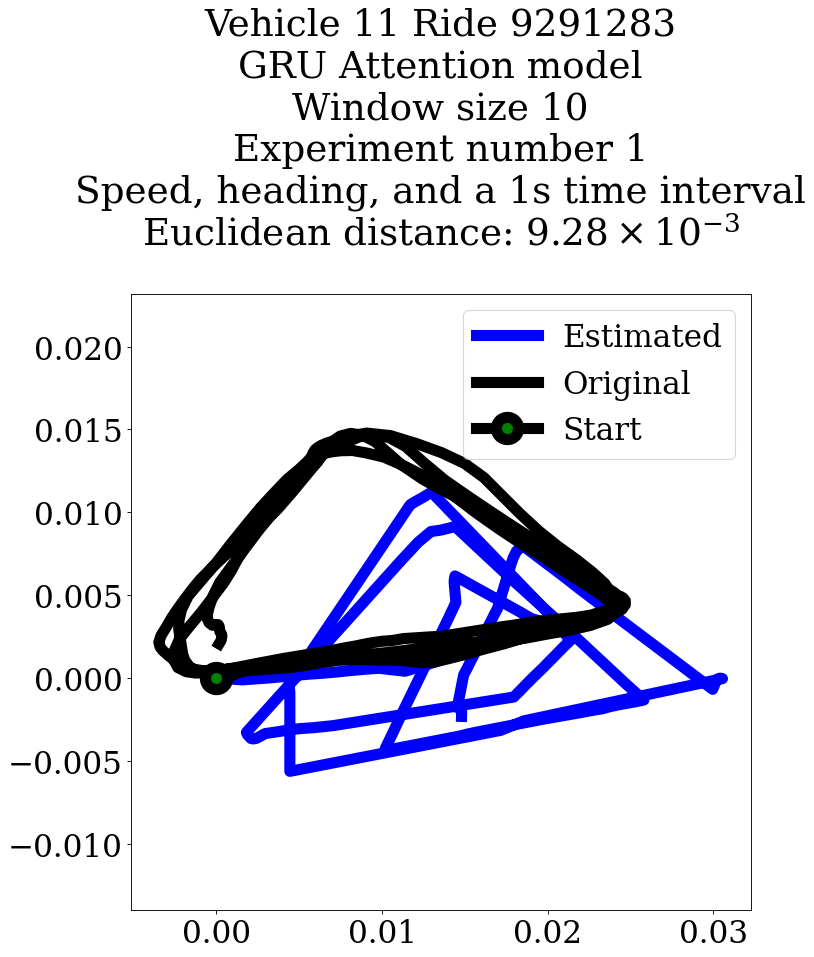 Vehicle 11 Ride 9291283
GRU Attention model
Window size 10
Experiment number 1
Speed, heading, and a 1s time interval
Euclidean distance: 9.28 × 10⁻³
Estimated
Original
Start
0.020
0.015
0.010
0.005
0.000
−0.005
−0.010
0.00 0.01 0.02 0.03